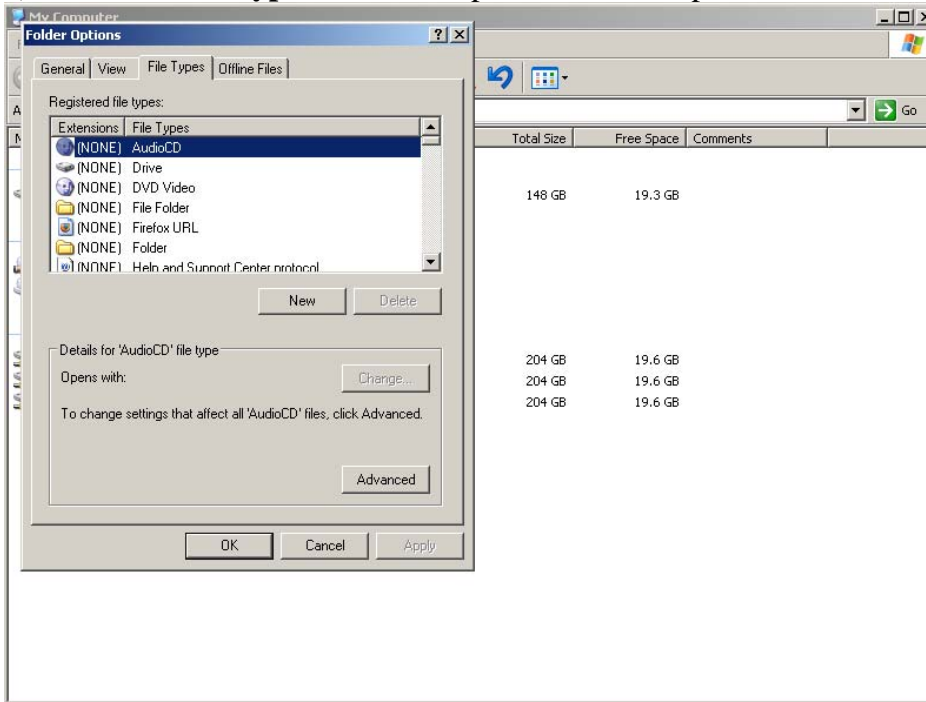 My Computer
Folder Options
General View File Types Offline Files
Registered file types:
Extensions File Types
(NONE) AudioCD
(NONE) Drive
(NONE) DVD Video
(NONE) File Folder
(NONE) Firefox URL
(NONE) Folder
(NONE) Help and Support Center protocol
New Delete
Details for 'AudioCD' file type
Opens with: Change...
To change settings that affect all 'AudioCD' files, click Advanced.
Advanced
OK Cancel Apply
Go
Total Size Free Space Comments
148 GB 19.3 GB
204 GB 19.6 GB
204 GB 19.6 GB
204 GB 19.6 GB